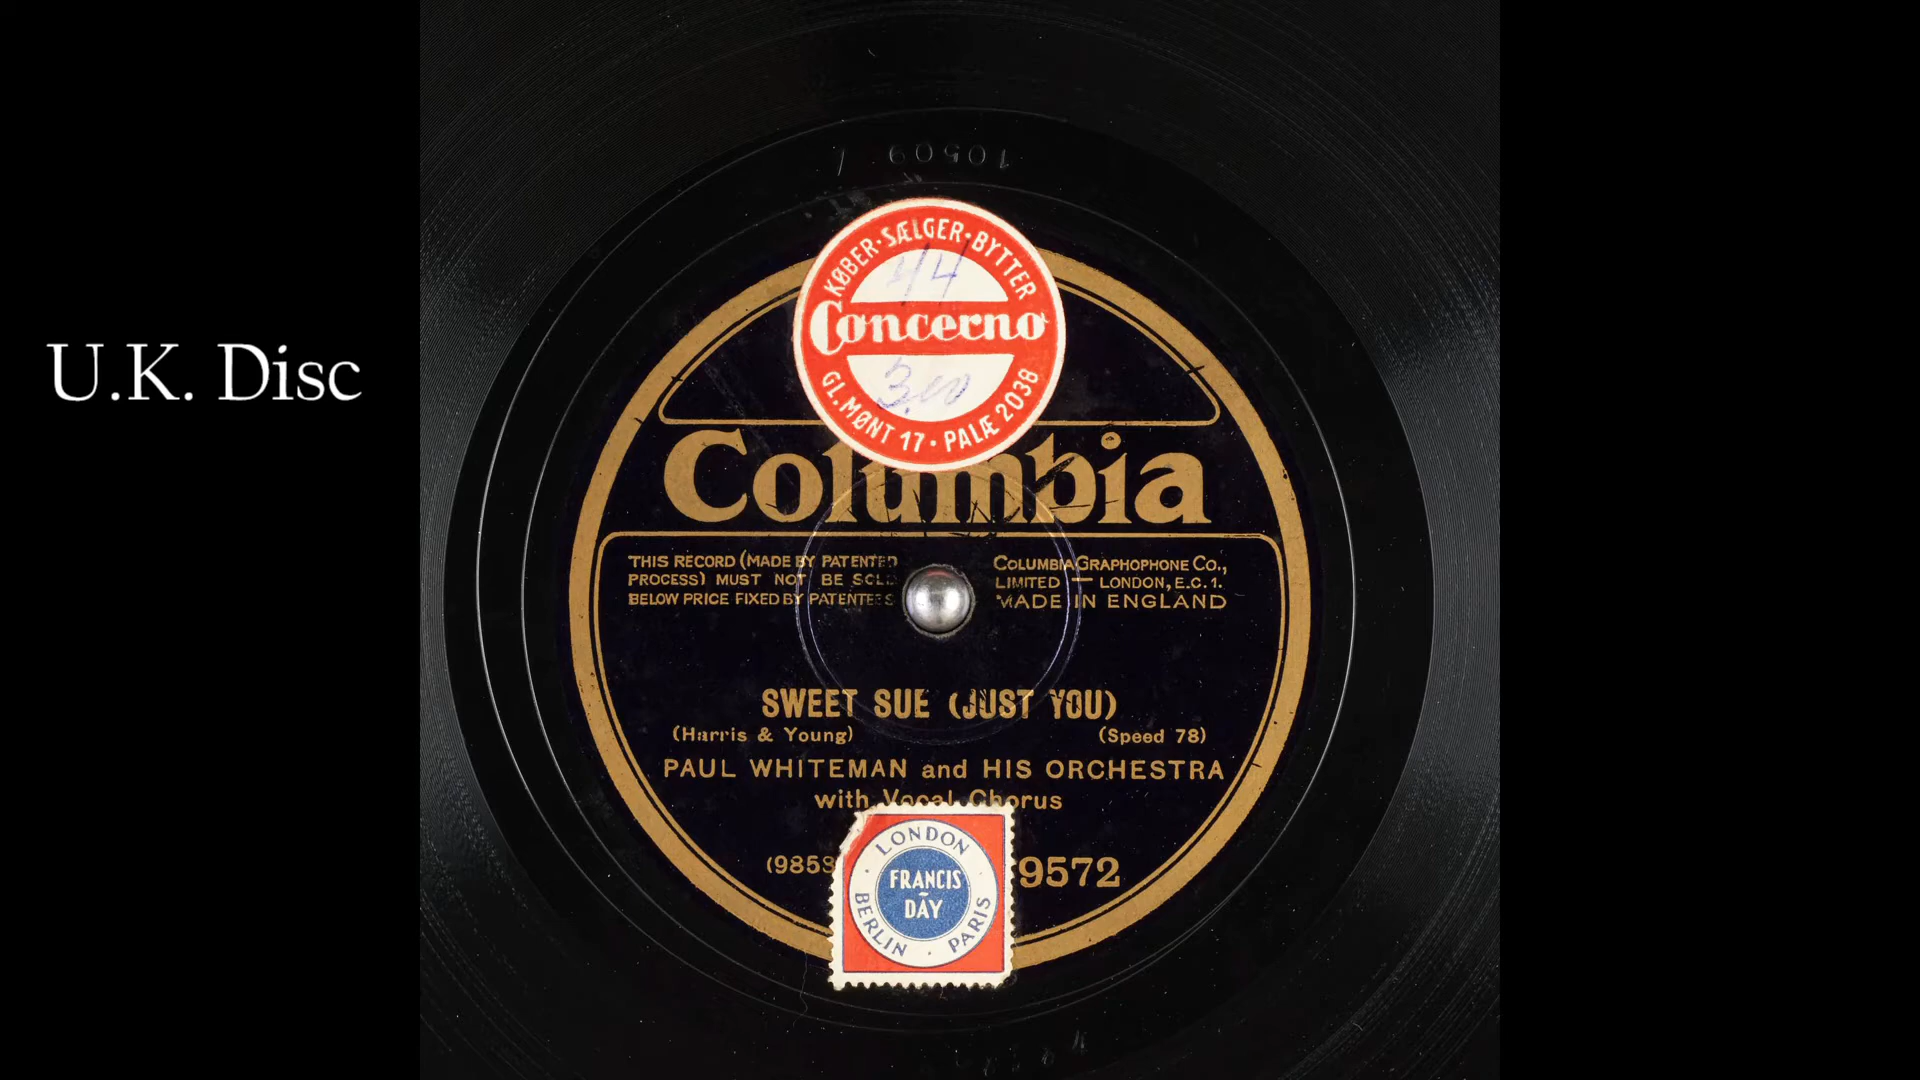 U.K. Disc
10509
KØBER·SÆLGER·BYTTER
Concerno
3,00
GL.MØNT 17·PALÆ 2038
Columbia
THIS RECORD (MADE BY PATENTED
PROCESS) MUST NOT BE SOLD
BELOW PRICE FIXED BY PATENTEES
COLUMBIA GRAPHOPHONE CO.,
LIMITED — LONDON, E.C.1.
MADE IN ENGLAND
SWEET SUE (JUST YOU)
(Harris & Young)
(Speed 78)
PAUL WHITEMAN and HIS ORCHESTRA
with Vocal Chorus
(9853
9572
LONDON
FRANCIS-
DAY
BERLIN · PARIS